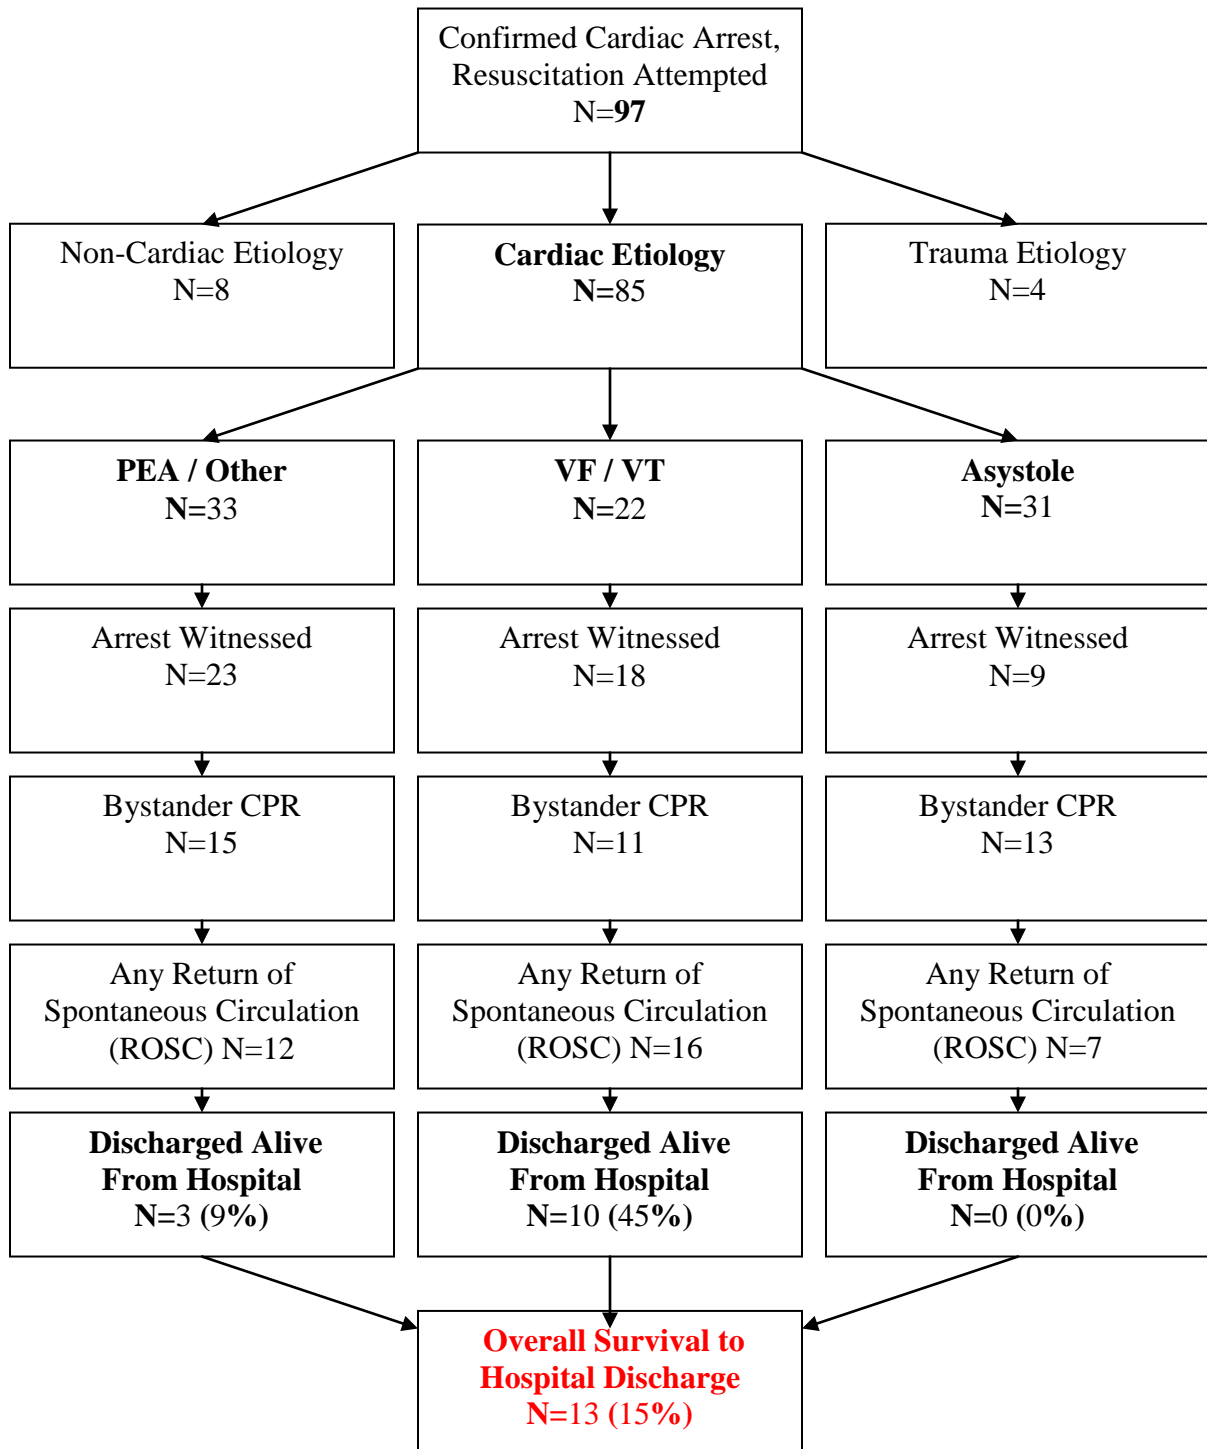 Confirmed Cardiac Arrest,
Resuscitation Attempted
N=97
Non-Cardiac Etiology
N=8
Cardiac Etiology
N=85
Trauma Etiology
N=4
PEA / Other
N=33
VF / VT
N=22
Asystole
N=31
Arrest Witnessed
N=23
Arrest Witnessed
N=18
Arrest Witnessed
N=9
Bystander CPR
N=15
Bystander CPR
N=11
Bystander CPR
N=13
Any Return of
Spontaneous Circulation
(ROSC) N=12
Any Return of
Spontaneous Circulation
(ROSC) N=16
Any Return of
Spontaneous Circulation
(ROSC) N=7
Discharged Alive
From Hospital
N=3 (9%)
Discharged Alive
From Hospital
N=10 (45%)
Discharged Alive
From Hospital
N=0 (0%)
Overall Survival to
Hospital Discharge
N=13 (15%)